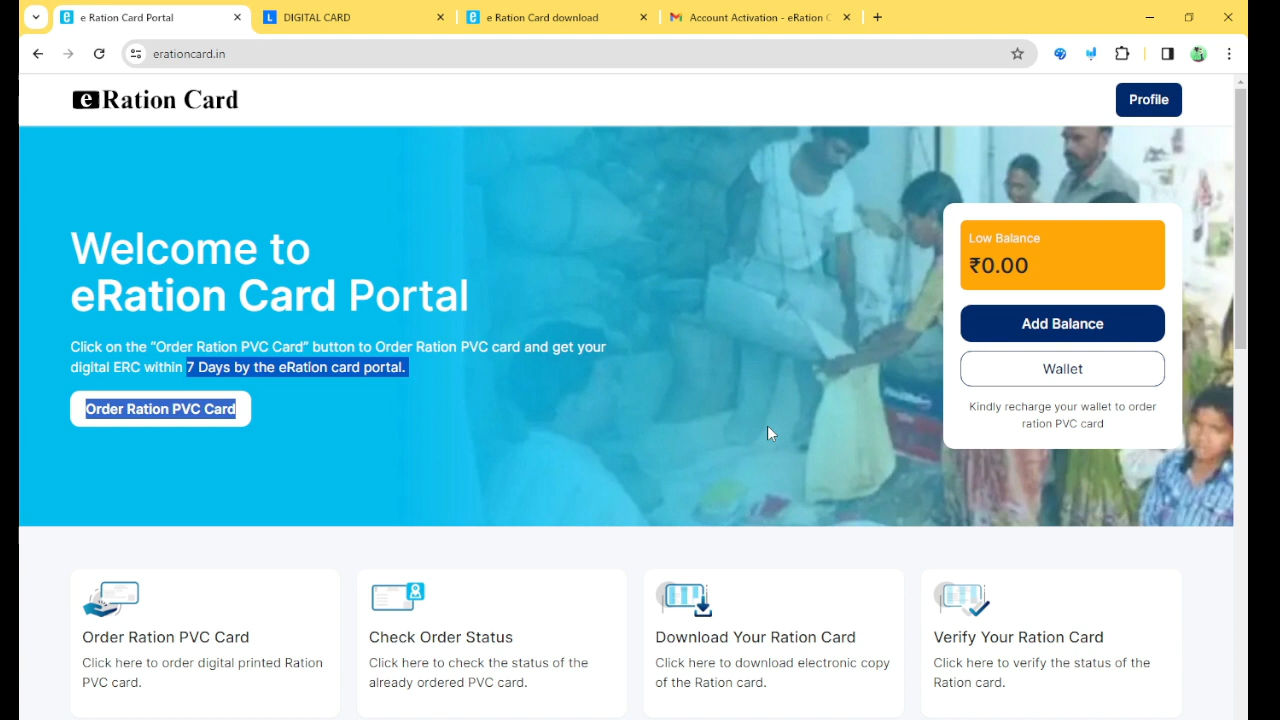 e Ration Card Portal
DIGITAL CARD
e Ration Card download
Account Activation - eRation C
erationcard.in
e Ration Card
Profile
Welcome to
eRation Card Portal
Click on the “Order Ration PVC Card” button to Order Ration PVC card and get your
digital ERC within 7 Days by the eRation card portal.
Order Ration PVC Card
Low Balance
₹0.00
Add Balance
Wallet
Kindly recharge your wallet to order
ration PVC card
Order Ration PVC Card
Click here to order digital printed Ration
PVC card.
Check Order Status
Click here to check the status of the
already ordered PVC card.
Download Your Ration Card
Click here to download electronic copy
of the Ration card.
Verify Your Ration Card
Click here to verify the status of the
Ration card.